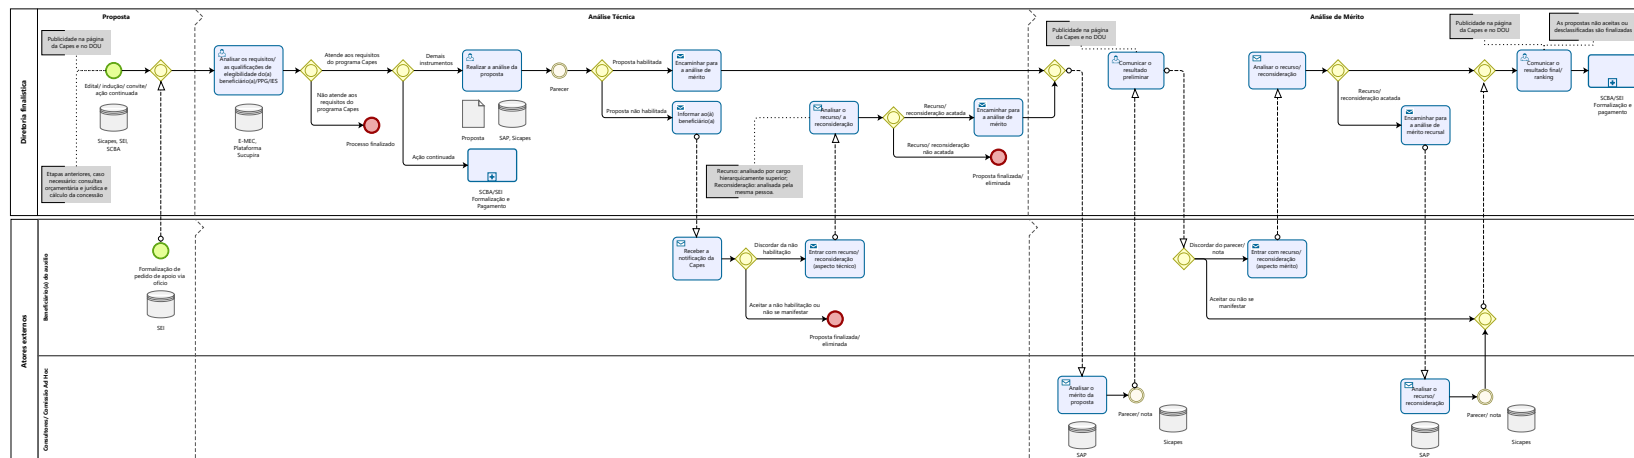 Proposta
Análise Técnica
Análise de Mérito
Diretoria finalística
Publicidade na página
da Capes e no DOU
Edital/ indução/ convite/
ação continuada
Sicapes, SEI,
SCBA
Etapas anteriores, caso
necessário: consultas
orçamentária e jurídica e
cálculo da concessão
Analisar os requisitos/
as qualificações de
elegibilidade do(a)
beneficiário(a)/PPG/IES
E-MEC,
Plataforma
Sucupira
Atende aos requisitos
do programa Capes
Não atende aos
requisitos do
programa Capes
Processo finalizado
Demais
instrumentos
Ação continuada
Realizar a análise da
proposta
Proposta
SAP, Sicapes
SCBA/SEI
Formalização e
Pagamento
Parecer
Proposta habilitada
Proposta não habilitada
Encaminhar para
a análise de
mérito
Informar ao(à)
beneficiário(a)
Recurso: analisado por cargo
hierarquicamente superior;
Reconsideração: analisada pela
mesma pessoa
Analisar o
recurso/ a
reconsideração
Recurso/
reconsideração acatada
Recurso/ reconsideração
não acatada
Encaminhar para
a análise de
mérito
Proposta finalizada/
eliminada
Publicidade na página
da Capes e no DOU
Comunicar o
resultado
preliminar
Analisar o recurso/
reconsideração
Recurso/
reconsideração acatada
Encaminhar para
a análise de
mérito recursal
Publicidade na página
da Capes e no DOU
As propostas não aceitas ou
desclassificadas são finalizadas
Comunicar o
resultado final/
ranking
SCBA/SEI
Formalização e
pagamento
Atores externos
Beneficiário(a) do auxílio
Formalização de
pedido de apoio via
ofício
SEI
Receber a
notificação da
Capes
Discordar da não
habilitação
Entrar com recurso/
reconsideração
(aspecto técnico)
Aceitar a não habilitação ou
não se manifestar
Proposta finalizada/
eliminada
Discordar do parecer/
nota
Entrar com recurso/
reconsideração
(aspecto mérito)
Aceitar ou não se
manifestar
Consultores/ Comissão Ad Hoc
Analisar o
mérito da
proposta
SAP
Parecer/ nota
Sicapes
Analisar o
recurso/
reconsideração
SAP
Parecer/ nota
Sicapes